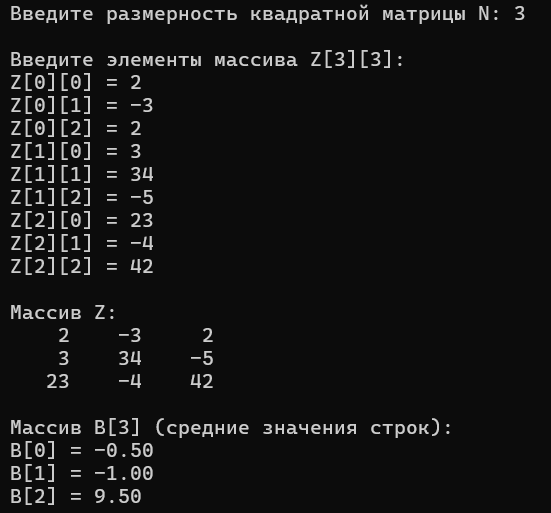 Введите размерность квадратной матрицы N: 3
Введите элементы массива Z[3][3]:
Z[0][0] = 2
Z[0][1] = -3
Z[0][2] = 2
Z[1][0] = 3
Z[1][1] = 34
Z[1][2] = -5
Z[2][0] = 23
Z[2][1] = -4
Z[2][2] = 42
Массив Z:
2 -3 2
3 34 -5
23 -4 42
Массив B[3] (средние значения строк):
B[0] = -0.50
B[1] = -1.00
B[2] = 9.50